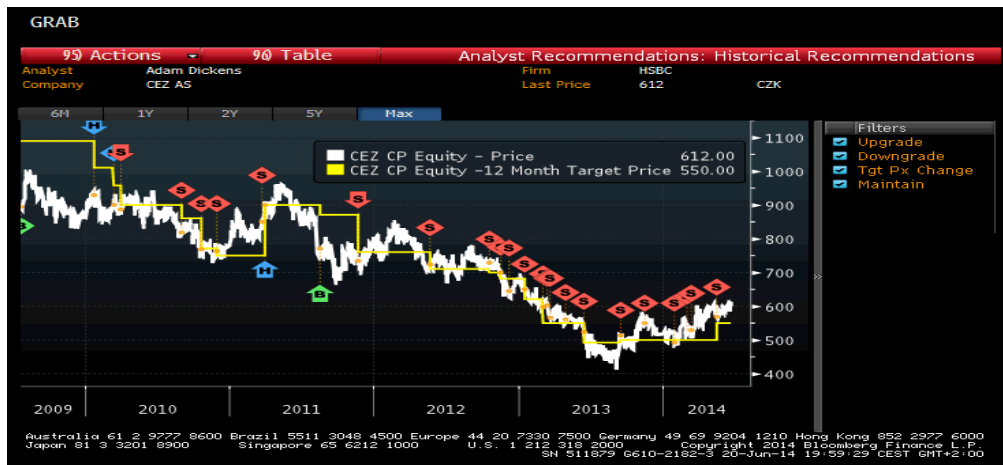 GRAB
95) Actions 96) Table Analyst Recommendations: Historical Recommendations
Analyst Adam Dickens Firm HSBC
Company CEZ AS Last Price 612 CZK
6M 1Y 2Y 5Y Max
Filters
Upgrade
Downgrade
Tgt Px Change
Maintain
CEZ CP Equity - Price 612.00
CEZ CP Equity -12 Month Target Price 550.00
H
S
S S S
S
H
B
S
S
S S
S
S
S
S
S
S
S
S
S
1100
1000
900
800
700
600
500
400
2009 2010 2011 2012 2013 2014
Australia 61 2 9777 8600 Brazil 5511 3048 4500 Europe 44 20 7330 7500 Germany 49 69 9204 1210 Hong Kong 852 2977 6000
Japan 81 3 3201 8900 Singapore 65 6212 1000 U.S. 1 212 318 2000 Copyright 2014 Bloomberg Finance L.P.
SN 511879 G610-2182-3 20-Jun-14 19:59:29 CEST GMT+2:00